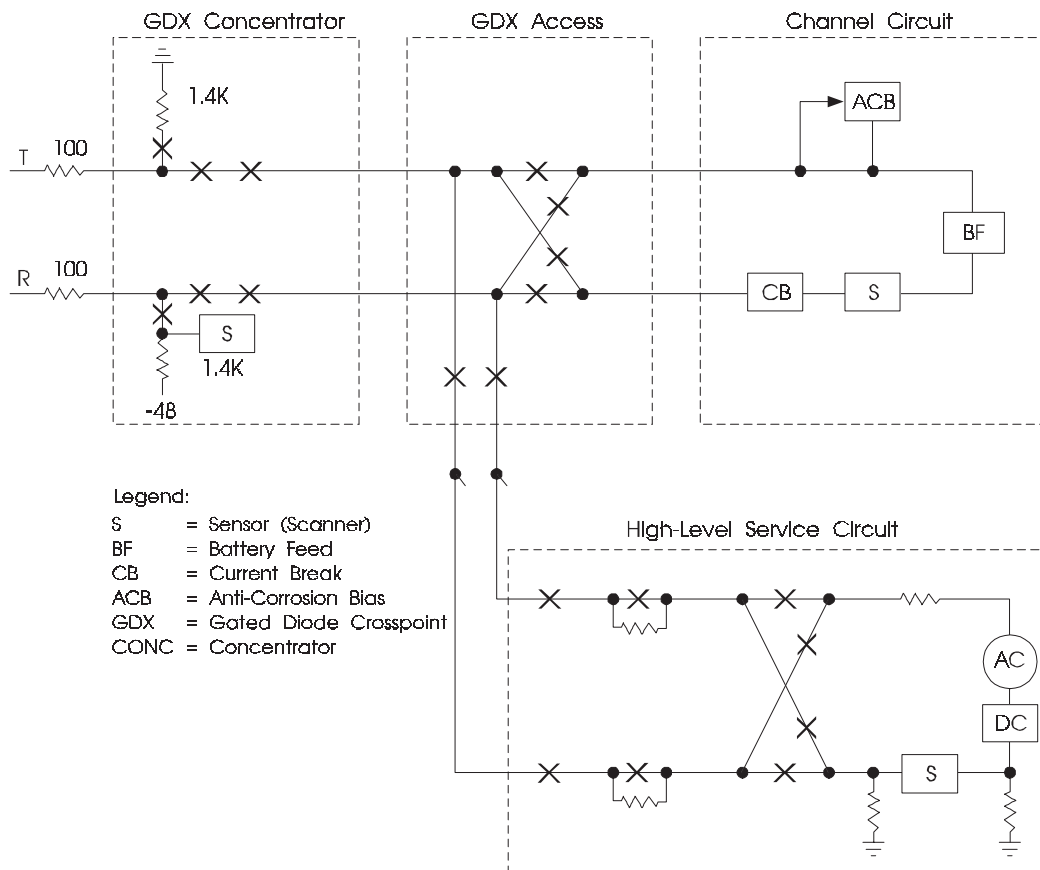 GDX Concentrator
GDX Access
Channel Circuit
1.4K
ACB
T
100
BF
R
100
CB
S
S
1.4K
-48
Legend:
S = Sensor (Scanner)
BF = Battery Feed
CB = Current Break
ACB = Anti-Corrosion Bias
GDX = Gated Diode Crosspoint
CONC = Concentrator
High-Level Service Circuit
AC
DC
S